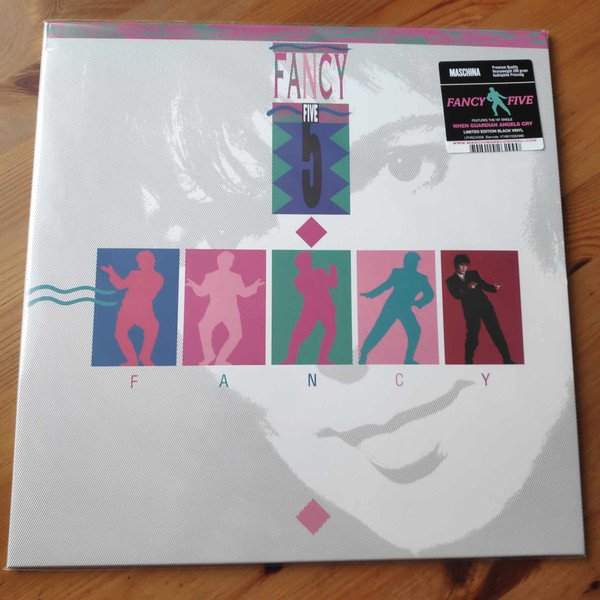 FANCY
FIVE
5
MASCHINA
Premium Quality
Heavyweight 200 gram
Audiophile Pressing
FANCY FIVE
FEATURES THE HIT SINGLE
WHEN GUARDIAN ANGELS CRY
LIMITED EDITION BLACK VINYL
F A N C Y